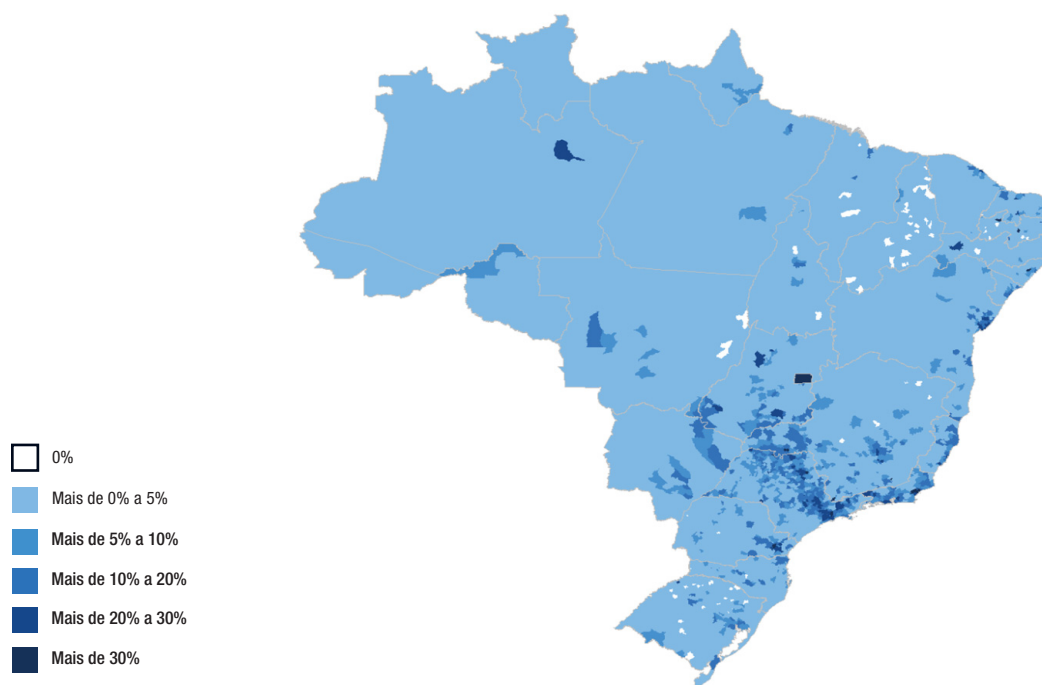 0%
Mais de 0% a 5%
Mais de 5% a 10%
Mais de 10% a 20%
Mais de 20% a 30%
Mais de 30%